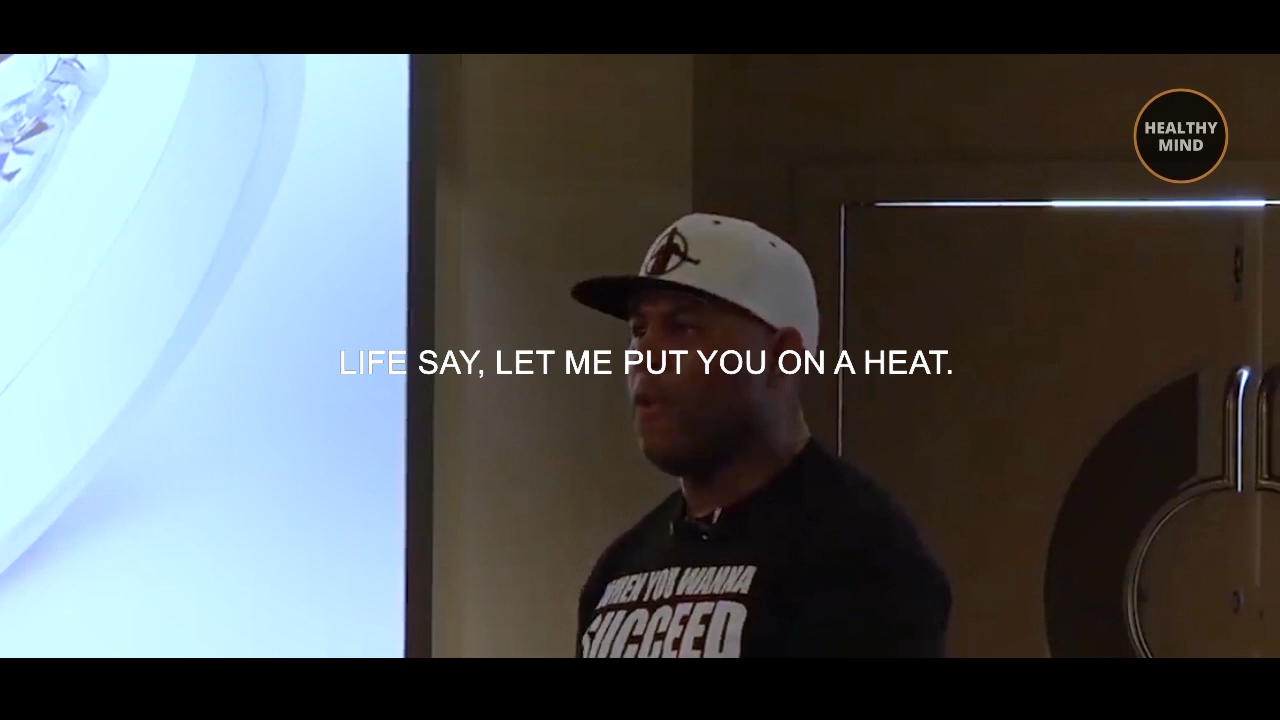 HEALTHY
MIND
LIFE SAY, LET ME PUT YOU ON A HEAT.
WHEN YOU WANNA
SUCCEED